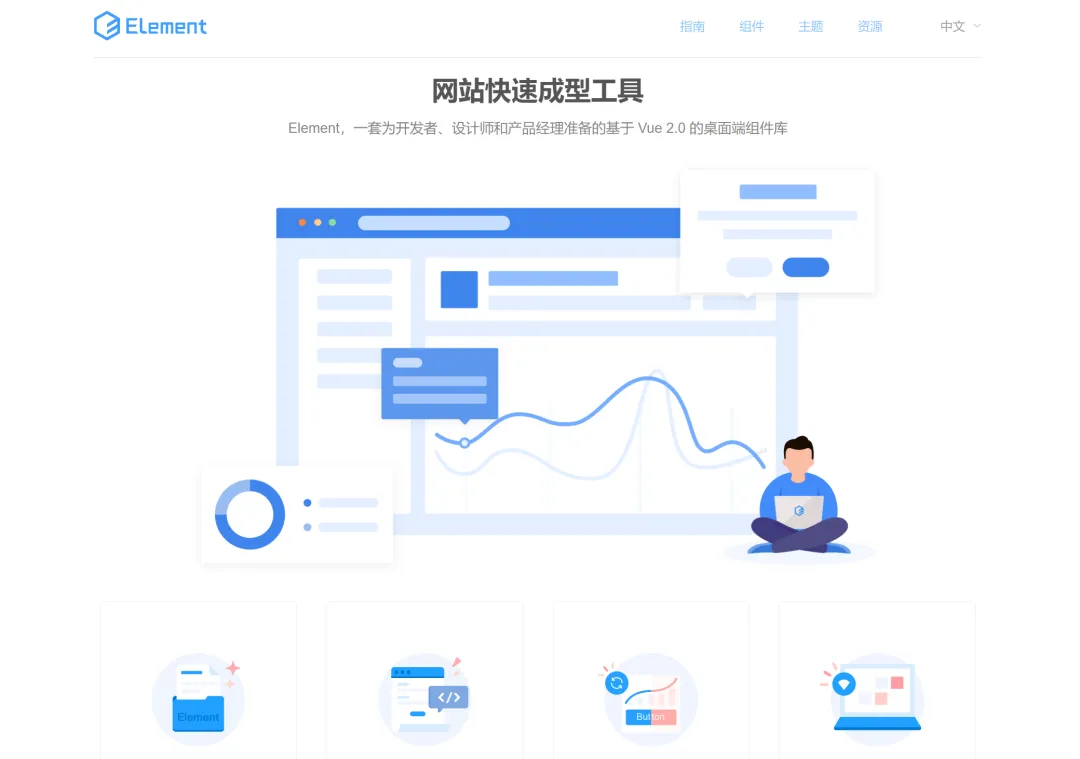 Element
指南 组件 主题 资源 中文
网站快速成型工具
Element，一套为开发者、设计师和产品经理准备的基于 Vue 2.0 的桌面端组件库
Element
</>
Button